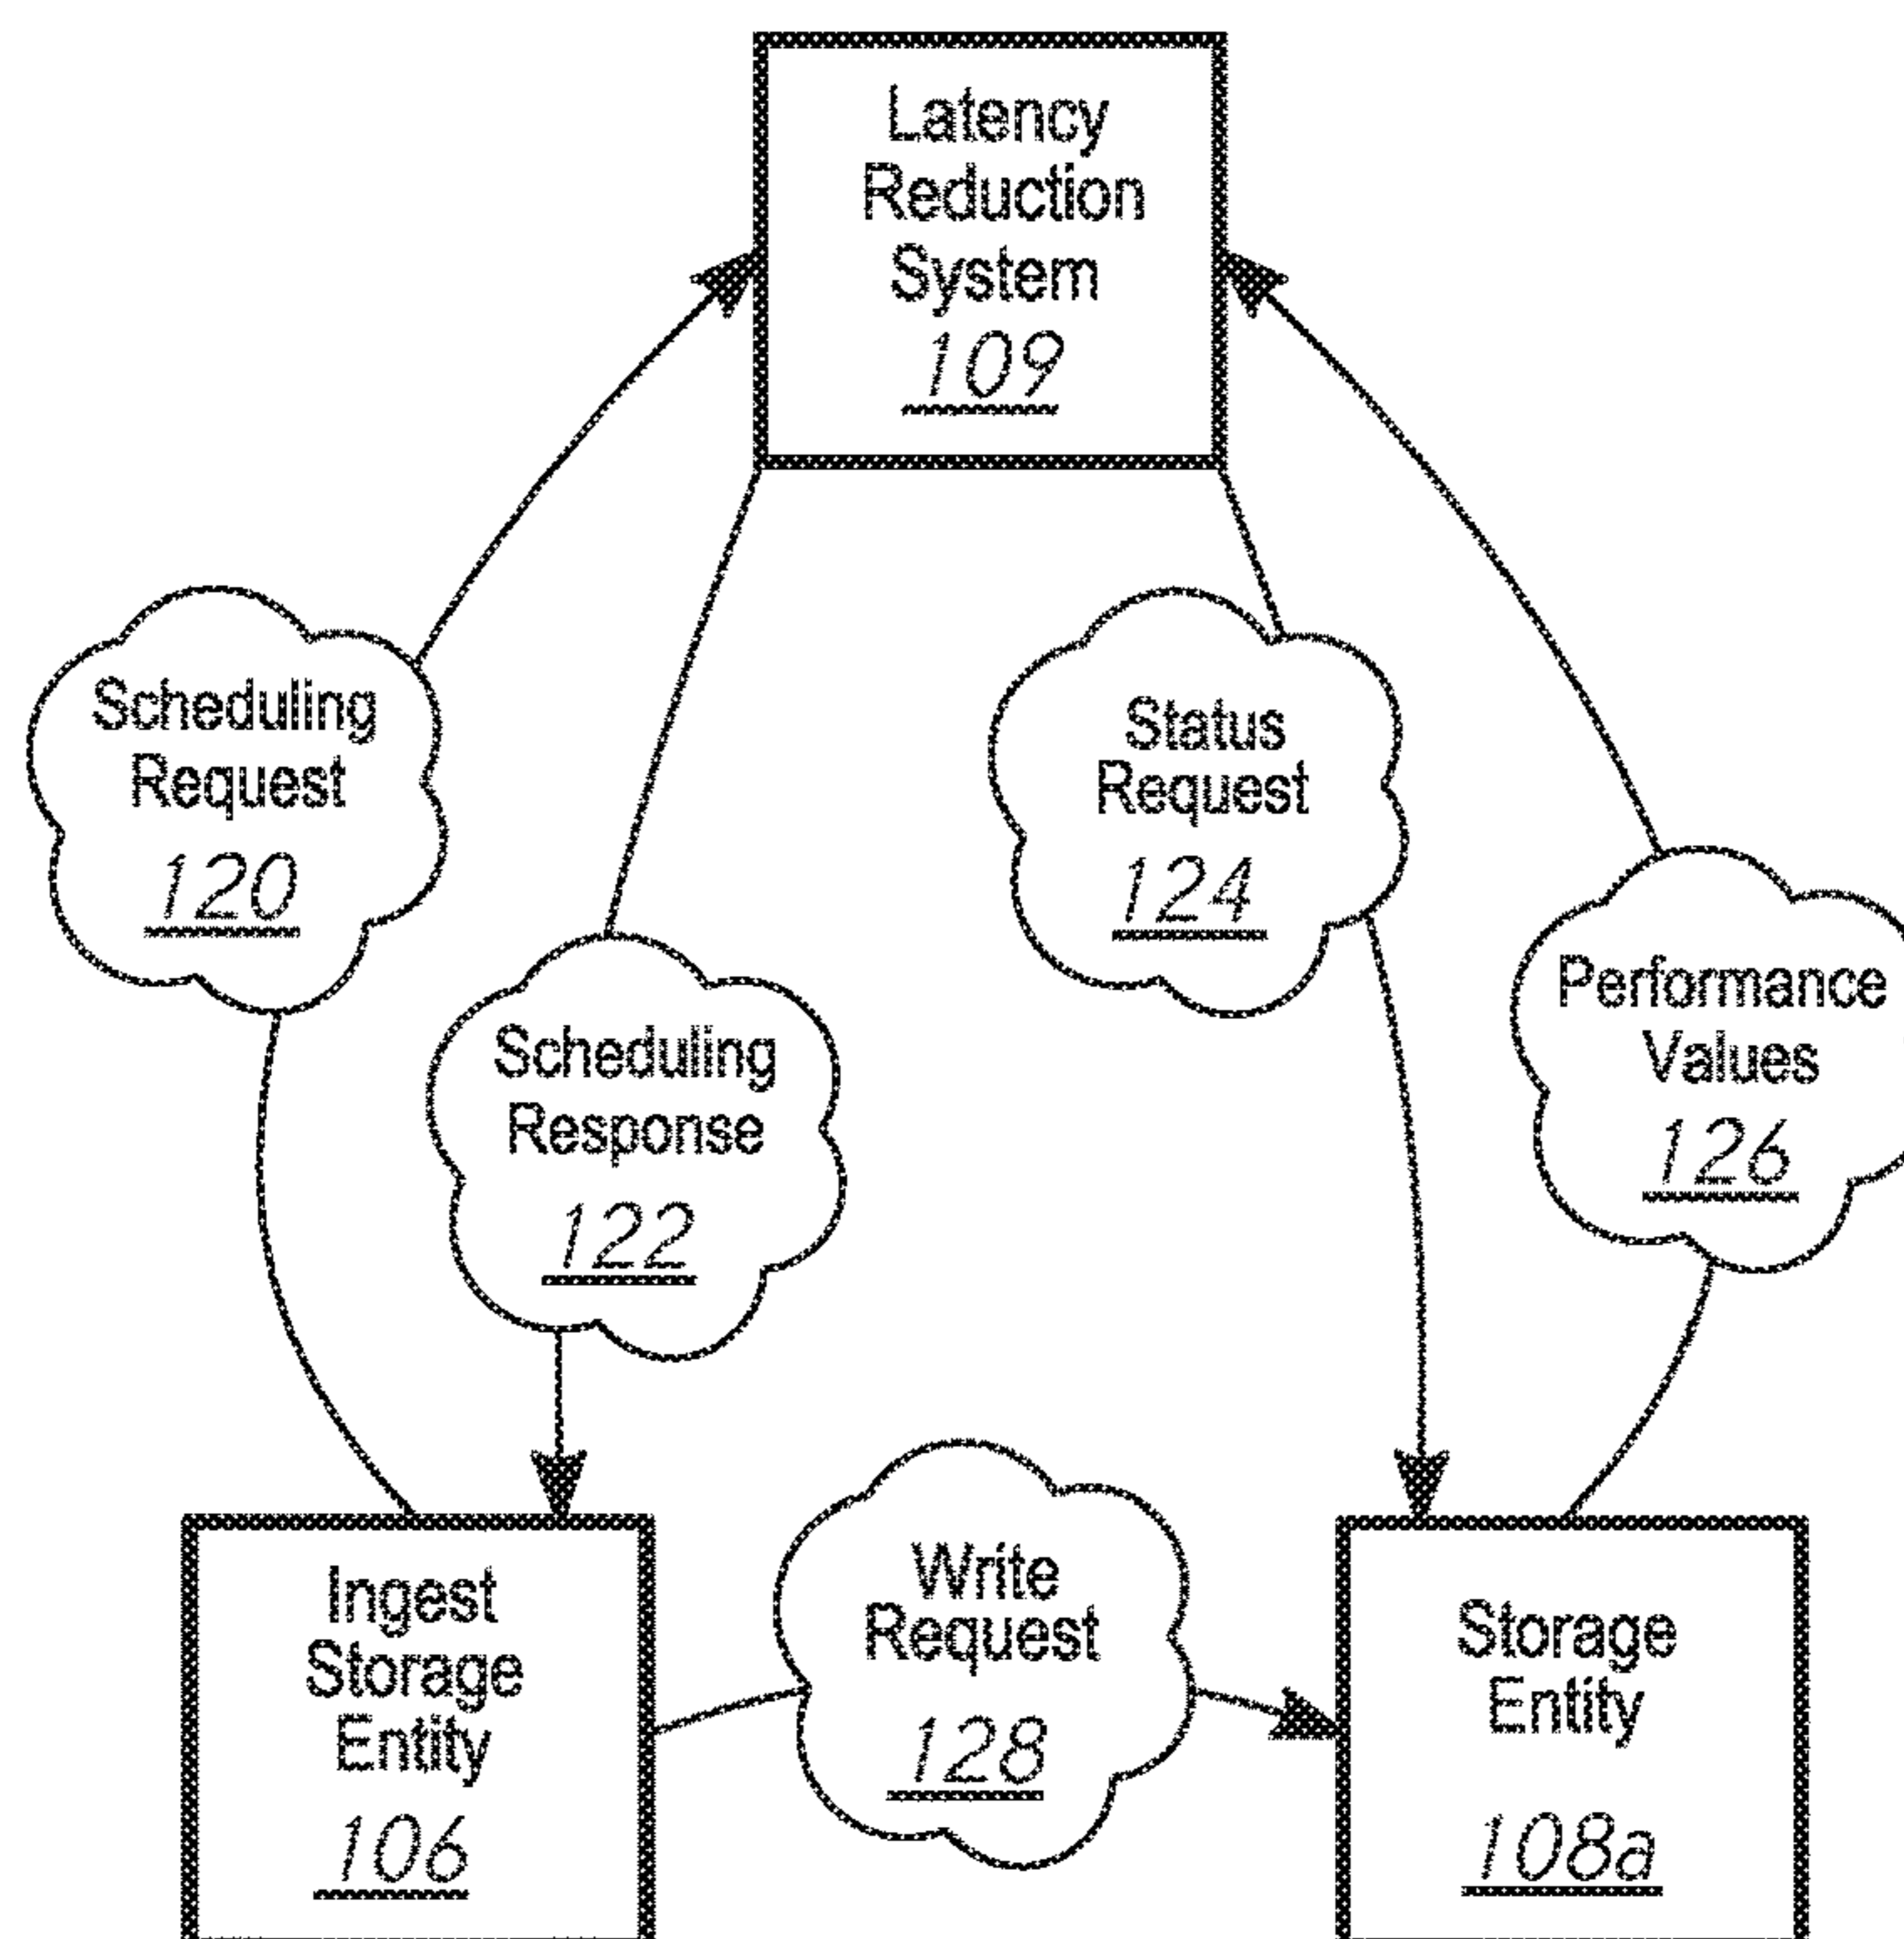 Latency
Reduction
System
109
Scheduling
Request
120
Status
Request
124
Scheduling
Response
122
Performance
Values
126
Ingest
Storage
Entity
106
Write
Request
128
Storage
Entity
108a